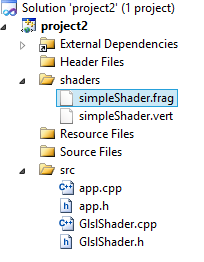 Solution 'project2' (1 project)
project2
External Dependencies
Header Files
shaders
simpleShader.frag
simpleShader.vert
Resource Files
Source Files
src
app.cpp
app.h
GlslShader.cpp
GlslShader.h